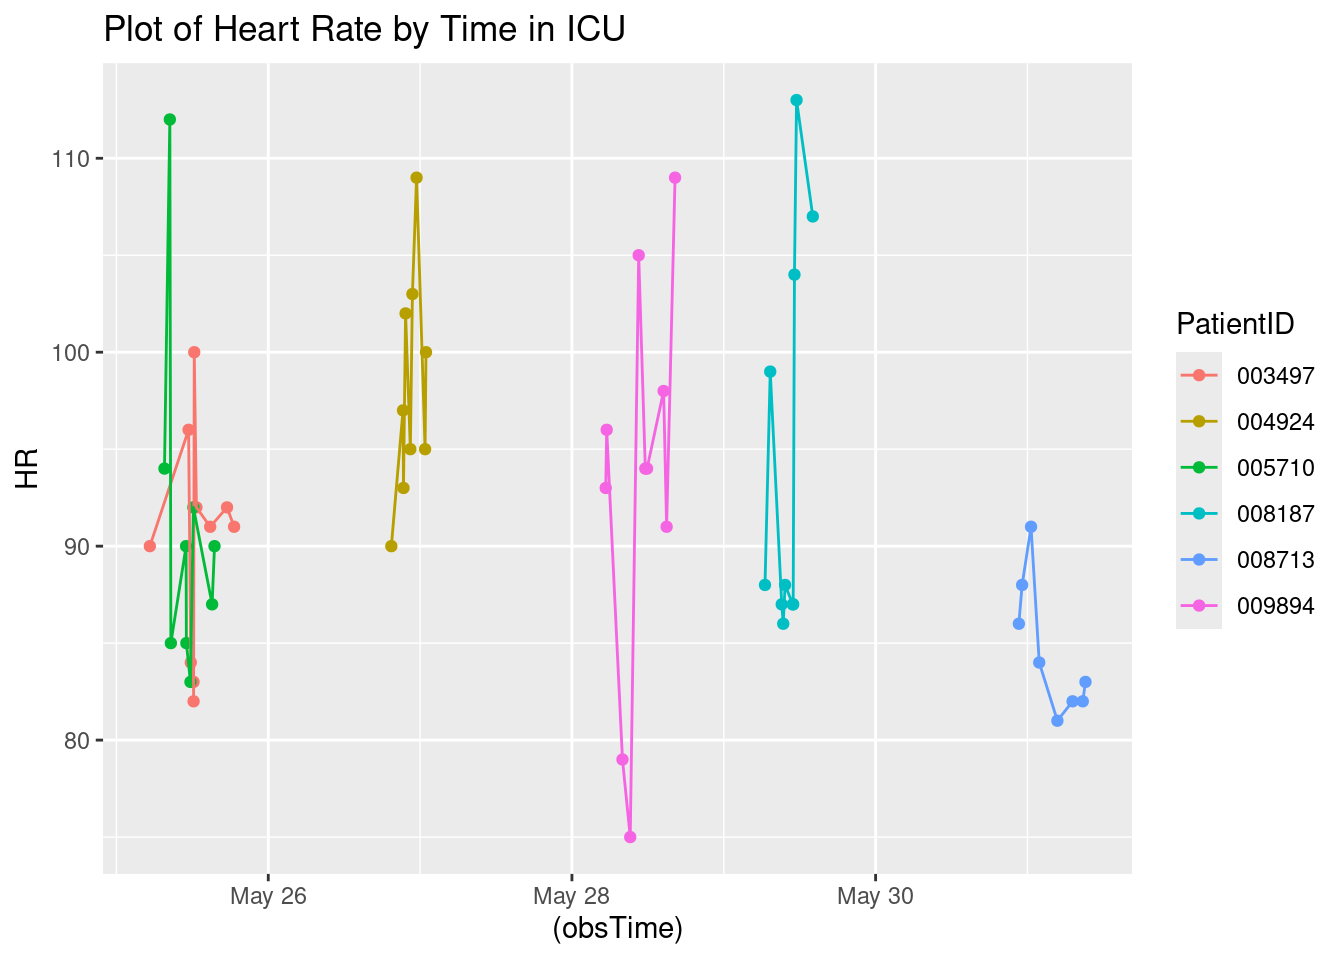 Plot of Heart Rate by Time in ICU
110
100
90
80
HR
May 26
May 28
May 30
(obsTime)
PatientID
003497
004924
005710
008187
008713
009894